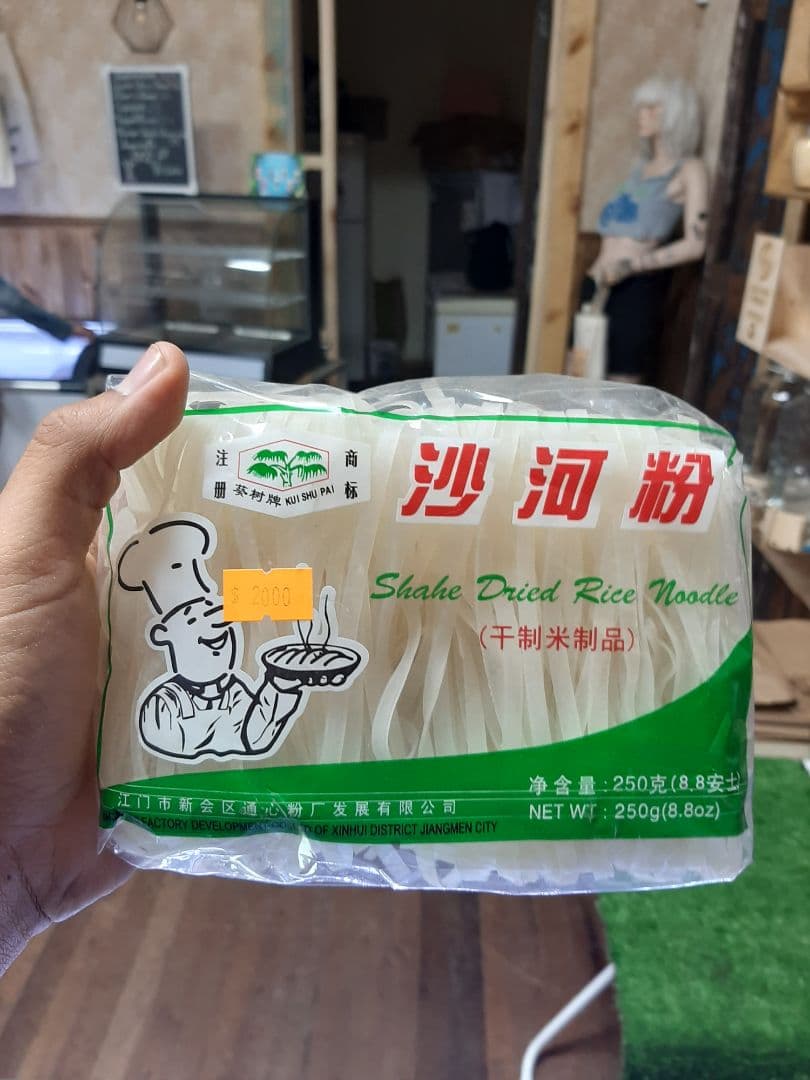 注册
商标
葵树牌 KUI SHU PAI
沙河粉
$ 2000
Shahe Dried Rice Noodle
(干制米制品)
净含量:250克(8.8安士
NET WT:250g(8.8oz)
江门市新会区通心粉厂发展有限公司
FACTORY DEVELOPMENT OF XINHUI DISTRICT JIANGMEN CITY